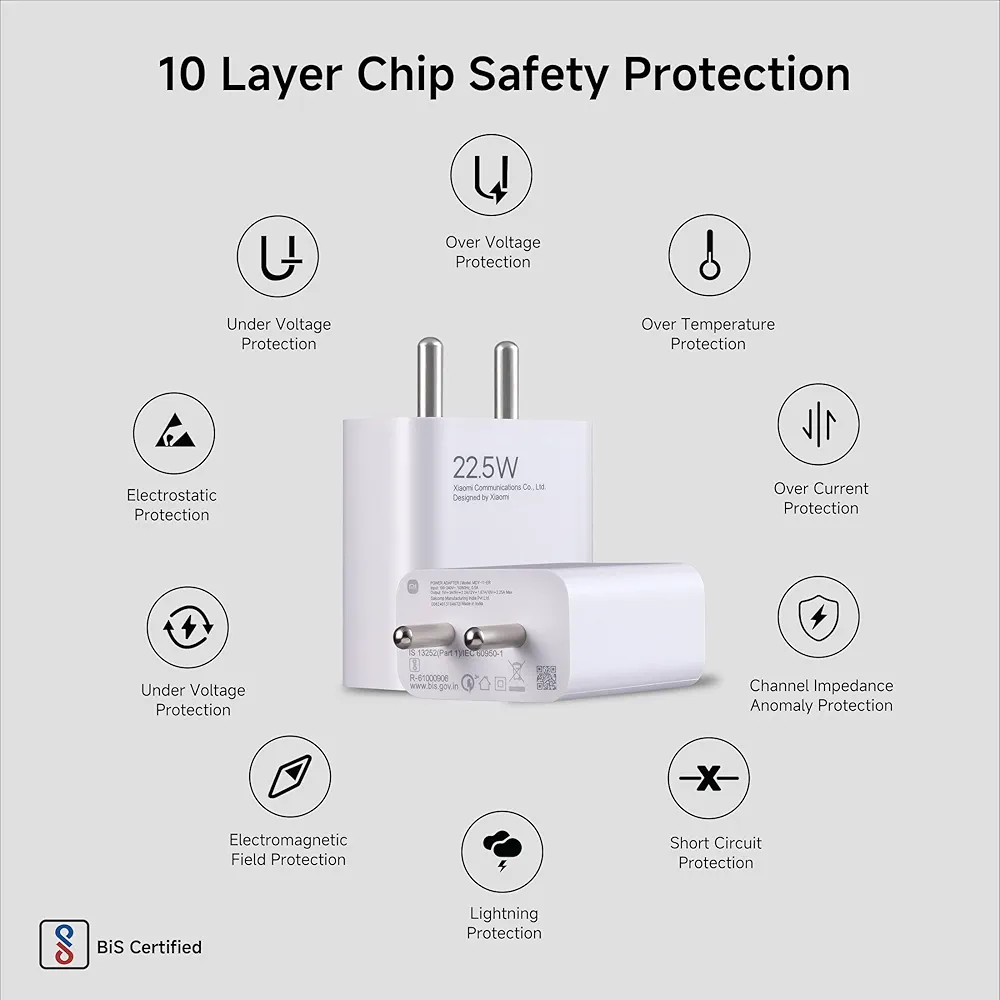 10 Layer Chip Safety Protection
Over Voltage
Protection
Under Voltage
Protection
Over Temperature
Protection
Electrostatic
Protection
Over Current
Protection
22.5W
Xiaomi Communications Co., Ltd.
Designed by Xiaomi
IS 13252(Part 1)/IEC 60950-1
R-61000906
www.bis.gov.in
Under Voltage
Protection
Channel Impedance
Anomaly Protection
Electromagnetic
Field Protection
Short Circuit
Protection
Lightning
Protection
BiS Certified